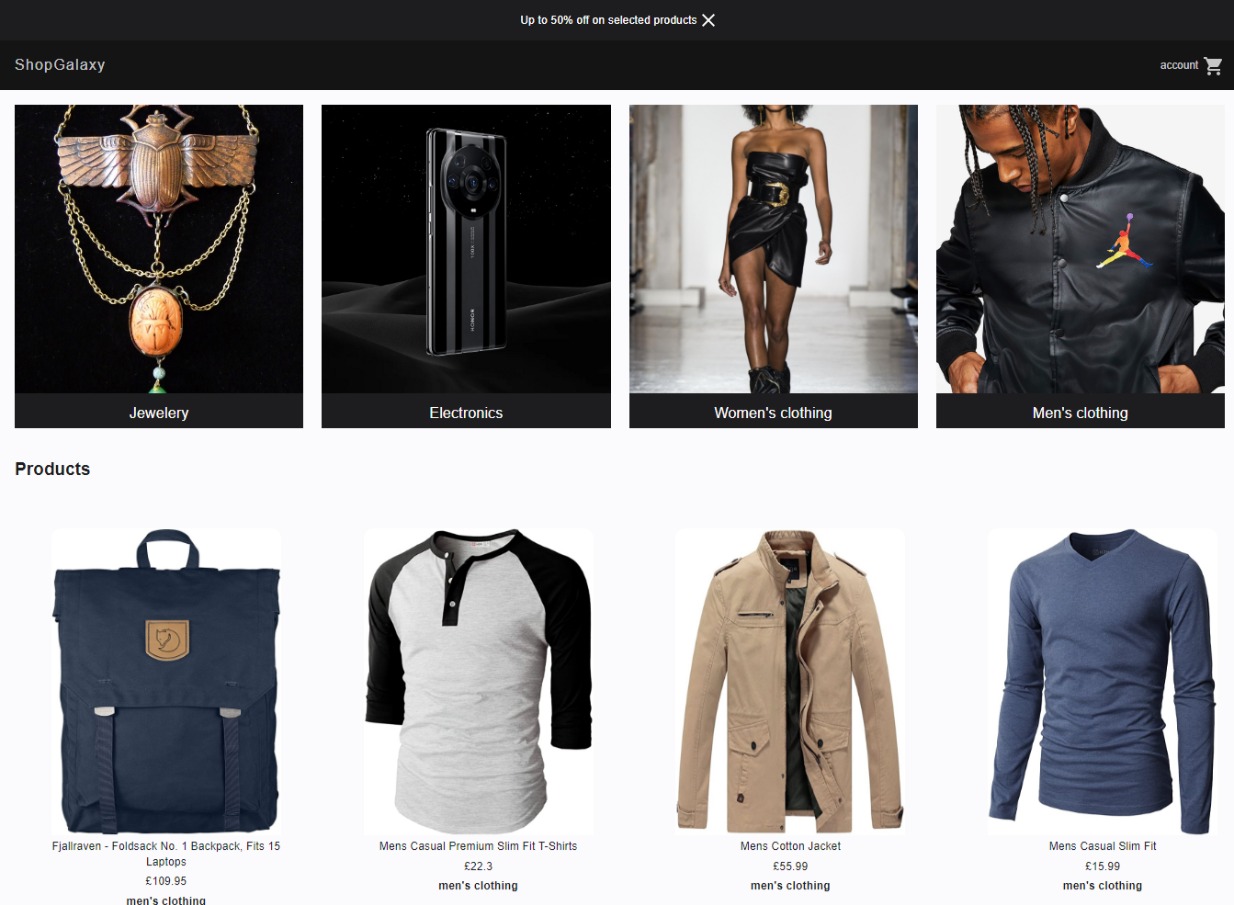 Up to 50% off on selected products
ShopGalaxy
account
Jewelery
Electronics
Women's clothing
Men's clothing
Products
Fjallraven - Foldsack No. 1 Backpack, Fits 15
Laptops
£109.95
men's clothing
Mens Casual Premium Slim Fit T-Shirts
£22.3
men's clothing
Mens Cotton Jacket
£55.99
men's clothing
Mens Casual Slim Fit
£15.99
men's clothing